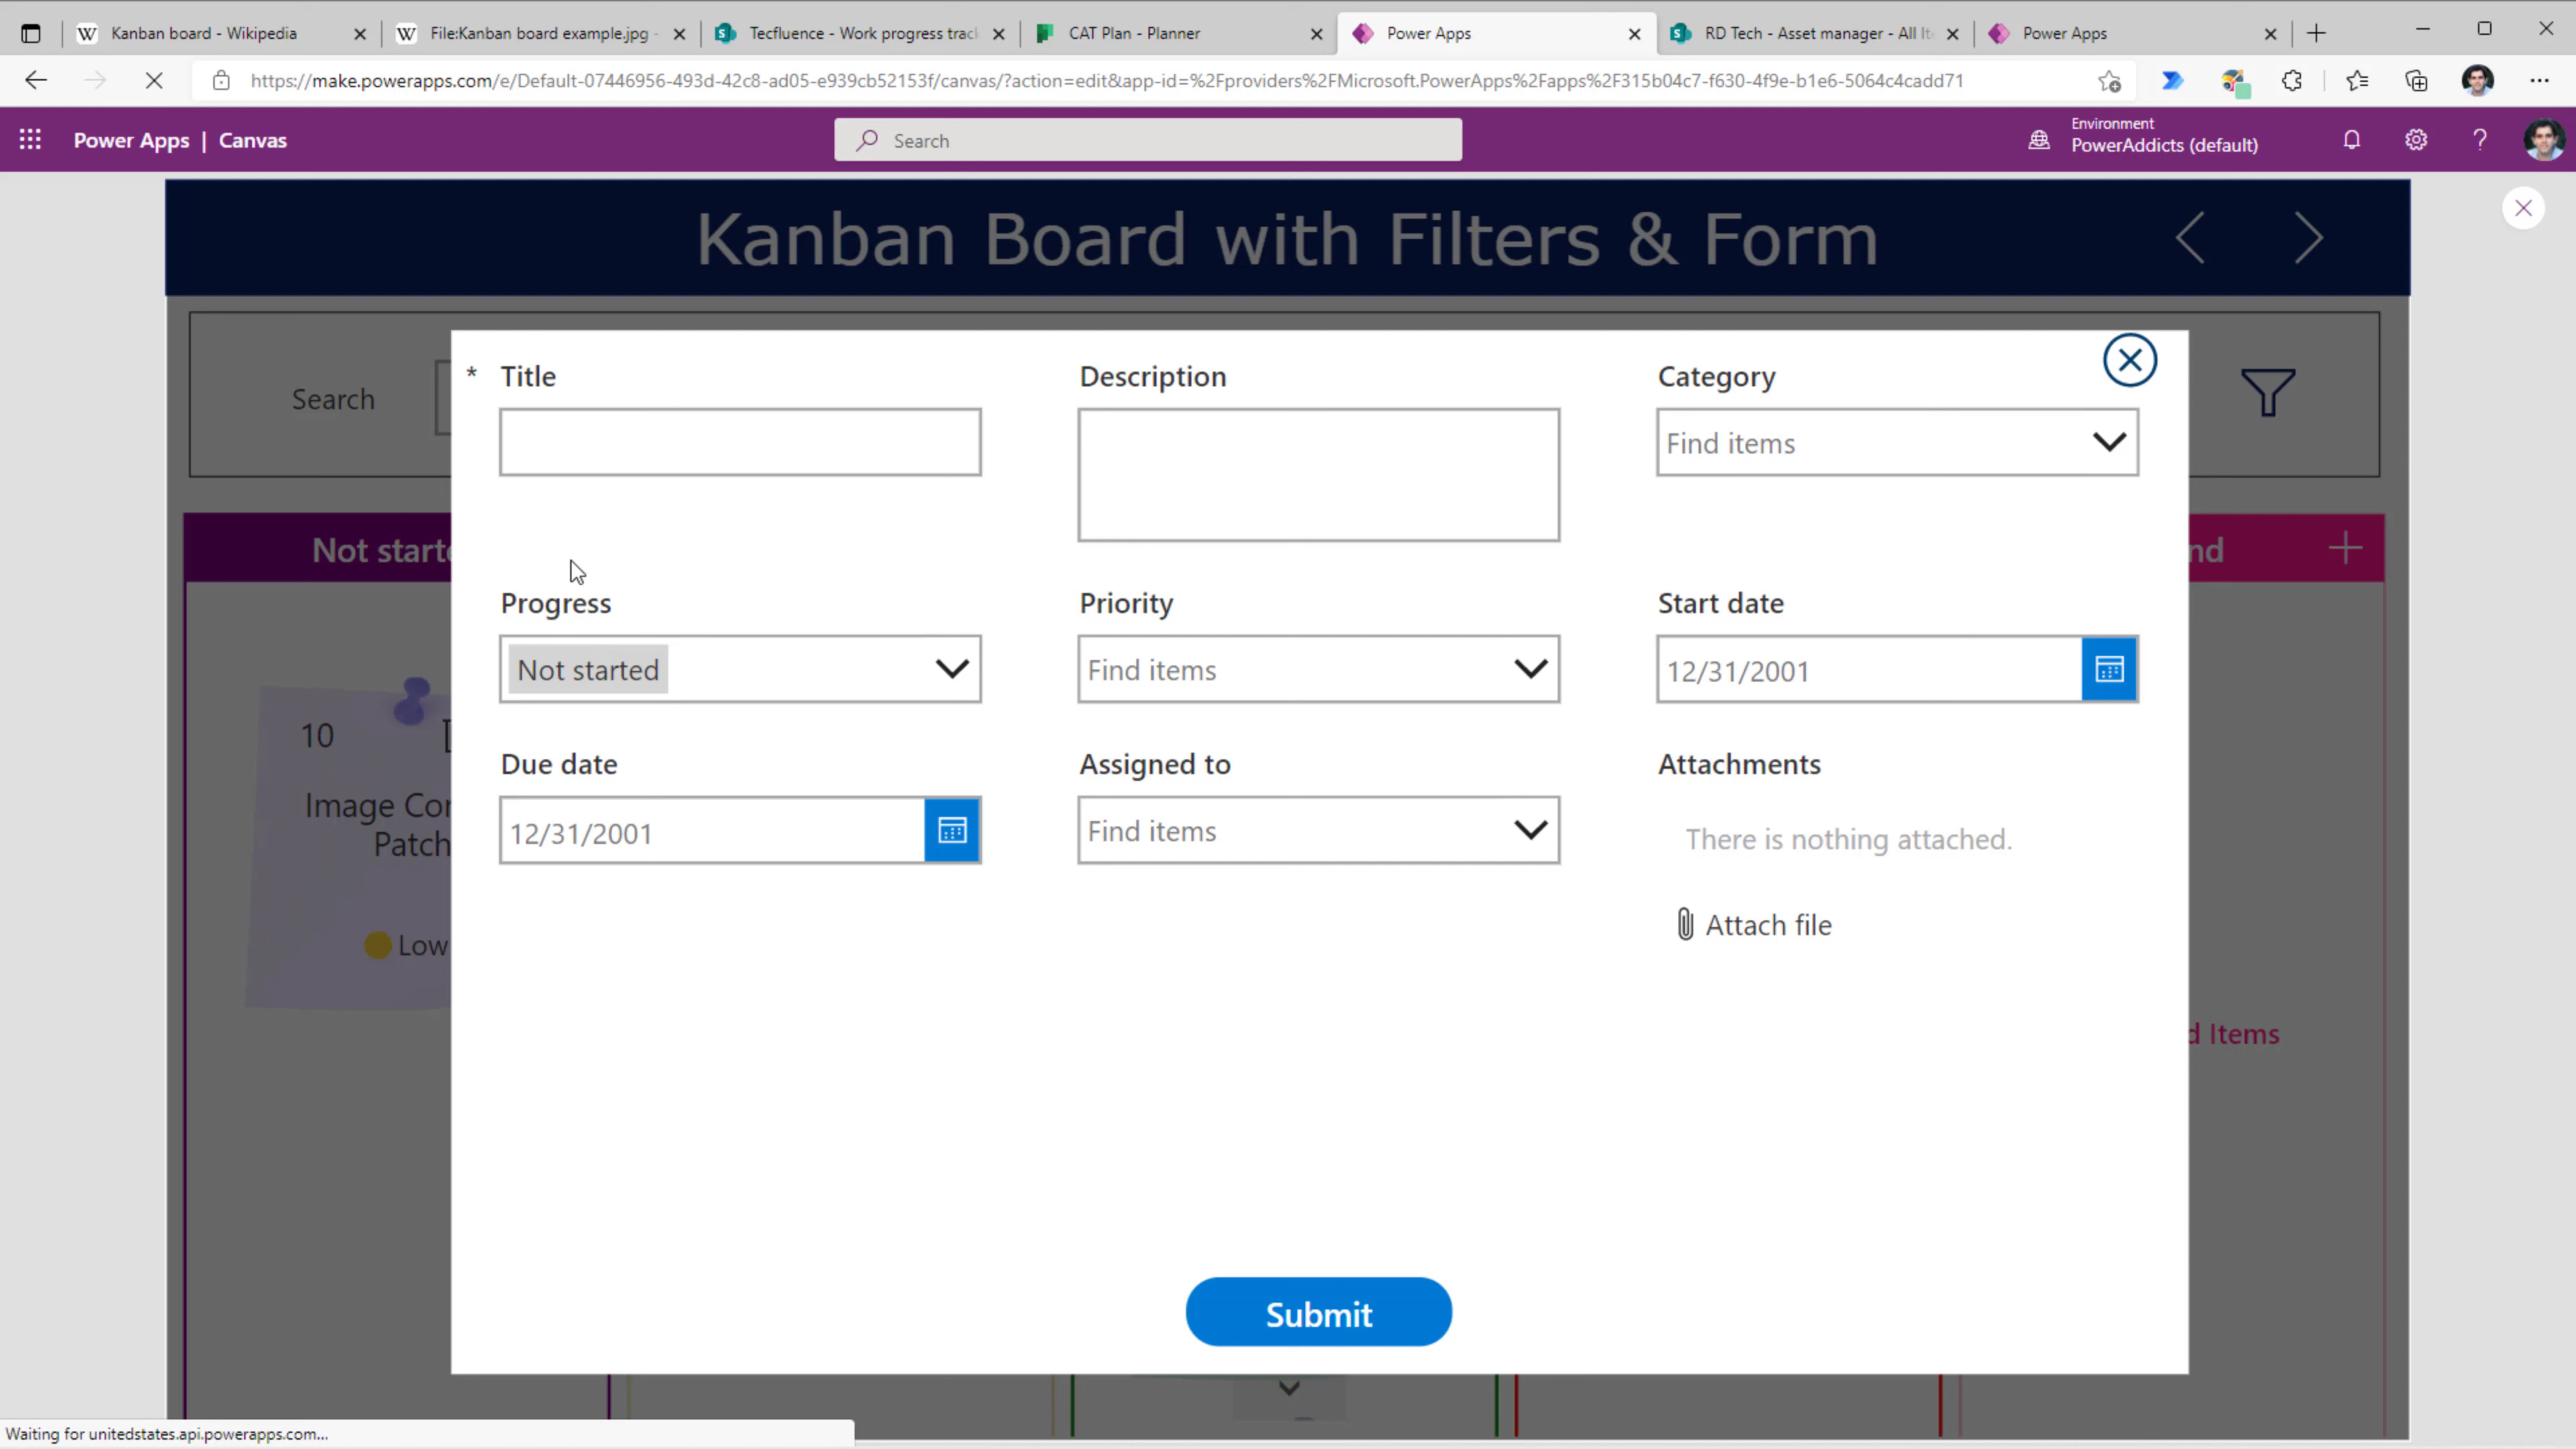 Kanban board - Wikipedia
File:Kanban board example.jpg -
Tecfluence - Work progress track
CAT Plan - Planner
Power Apps
RD Tech - Asset manager - All Ite
Power Apps
https://make.powerapps.com/e/Default-07446956-493d-42c8-ad05-e939cb52153f/canvas/?action=edit&app-id=%2Fproviders%2FMicrosoft.PowerApps%2Fapps%2F315b04c7-f630-4f9e-b1e6-5064c4cadd71
Power Apps | Canvas
Search
Environment
PowerAddicts (default)
Kanban Board with Filters & Form
Search
* Title
Description
Category
Find items
Not starte
nd
Progress
Priority
Start date
Not started
Find items
12/31/2001
10
Due date
Assigned to
Attachments
12/31/2001
Find items
There is nothing attached.
Image Cor
Patch
Attach file
Low
d Items
Submit
Waiting for unitedstates.api.powerapps.com...